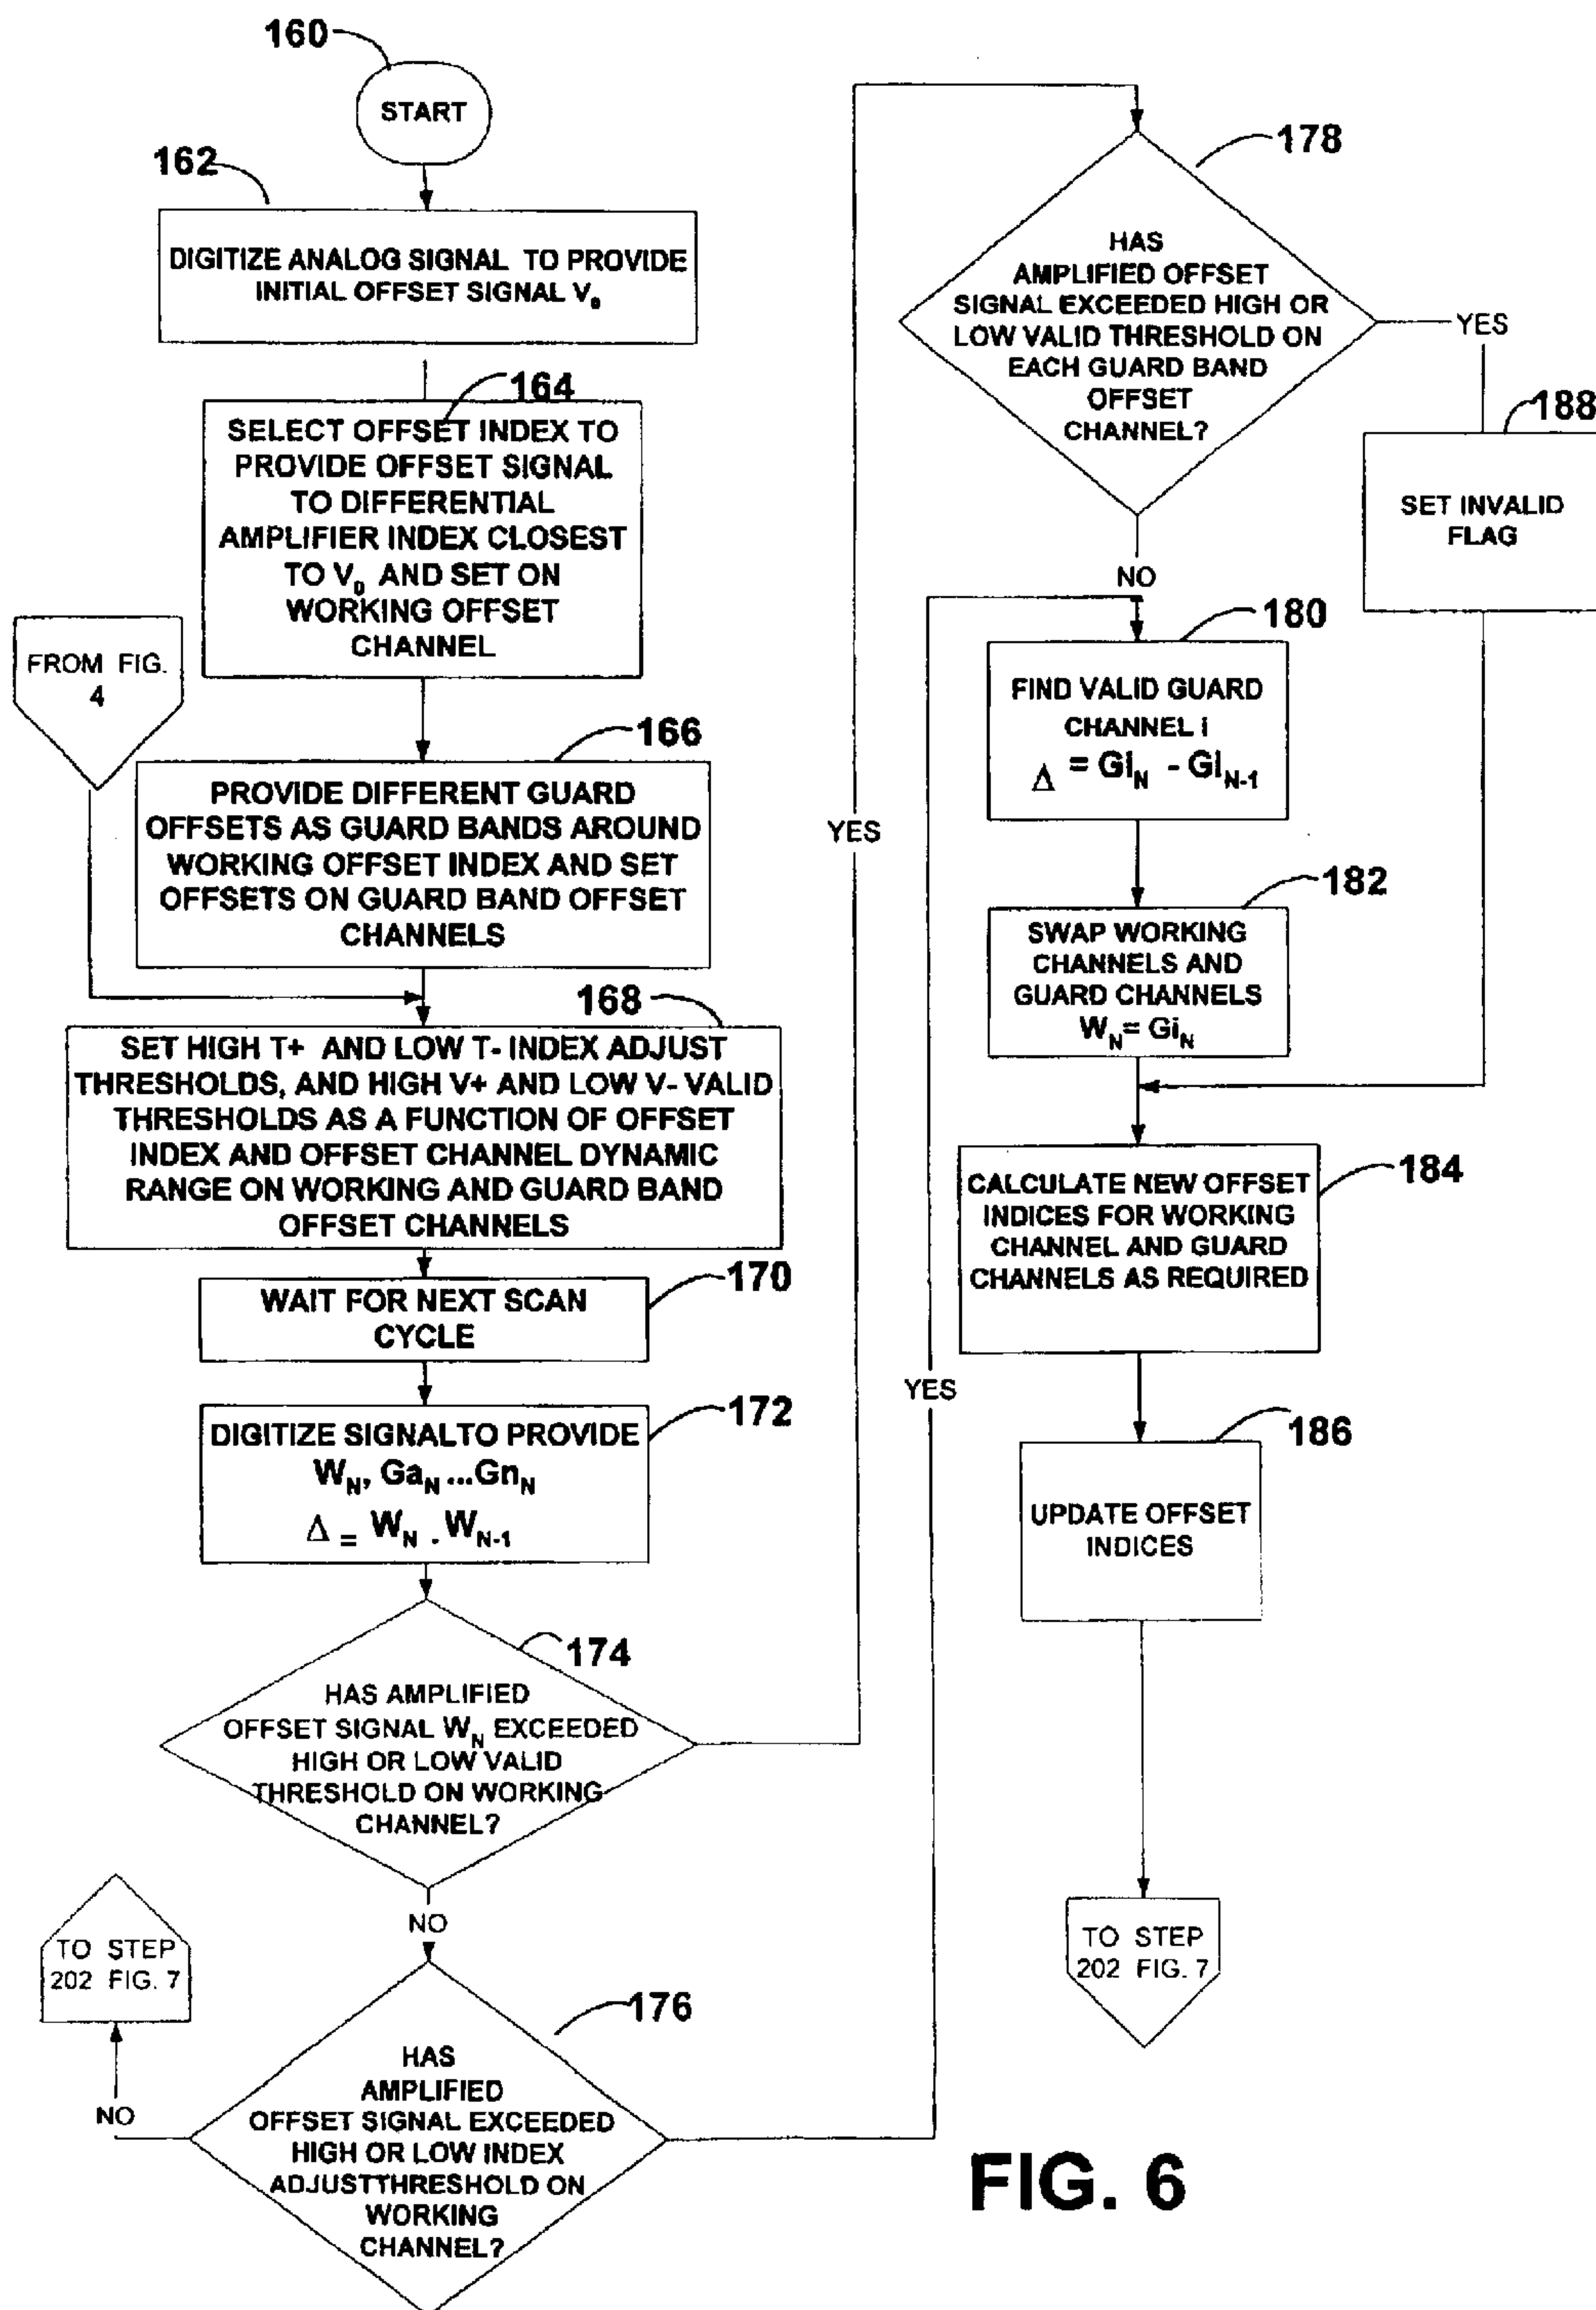 160
START
162
DIGITIZE ANALOG SIGNAL TO PROVIDE
INITIAL OFFSET SIGNAL V₀
164
SELECT OFFSET INDEX TO
PROVIDE OFFSET SIGNAL
TO DIFFERENTIAL
AMPLIFIER INDEX CLOSEST
TO V₀ AND SET ON
WORKING OFFSET
CHANNEL
FROM FIG.
4
166
PROVIDE DIFFERENT GUARD
OFFSETS AS GUARD BANDS AROUND
WORKING OFFSET INDEX AND SET
OFFSETS ON GUARD BAND OFFSET
CHANNELS
168
SET HIGH T+ AND LOW T- INDEX ADJUST
THRESHOLDS, AND HIGH V+ AND LOW V- VALID
THRESHOLDS AS A FUNCTION OF OFFSET
INDEX AND OFFSET CHANNEL DYNAMIC
RANGE ON WORKING AND GUARD BAND
OFFSET CHANNELS
170
WAIT FOR NEXT SCAN
CYCLE
172
DIGITIZE SIGNALTO PROVIDE
W_N, Ga_N ...Gn_N
Δ = W_N - W_N-1
174
HAS AMPLIFIED
OFFSET SIGNAL W_N EXCEEDED
HIGH OR LOW VALID
THRESHOLD ON WORKING
CHANNEL?
YES
NO
176
HAS
AMPLIFIED
OFFSET SIGNAL EXCEEDED
HIGH OR LOW INDEX
ADJUSTTHRESHOLD ON
WORKING
CHANNEL?
NO
TO STEP
202 FIG. 7
YES
178
HAS
AMPLIFIED OFFSET
SIGNAL EXCEEDED HIGH OR
LOW VALID THRESHOLD ON
EACH GUARD BAND
OFFSET
CHANNEL?
YES
188
SET INVALID
FLAG
NO
180
FIND VALID GUARD
CHANNEL i
Δ = Gi_N - Gi_N-1
182
SWAP WORKING
CHANNELS AND
GUARD CHANNELS
W_N= Gi_N
184
CALCULATE NEW OFFSET
INDICES FOR WORKING
CHANNEL AND GUARD
CHANNELS AS REQUIRED
186
UPDATE OFFSET
INDICES
TO STEP
202 FIG. 7
FIG. 6